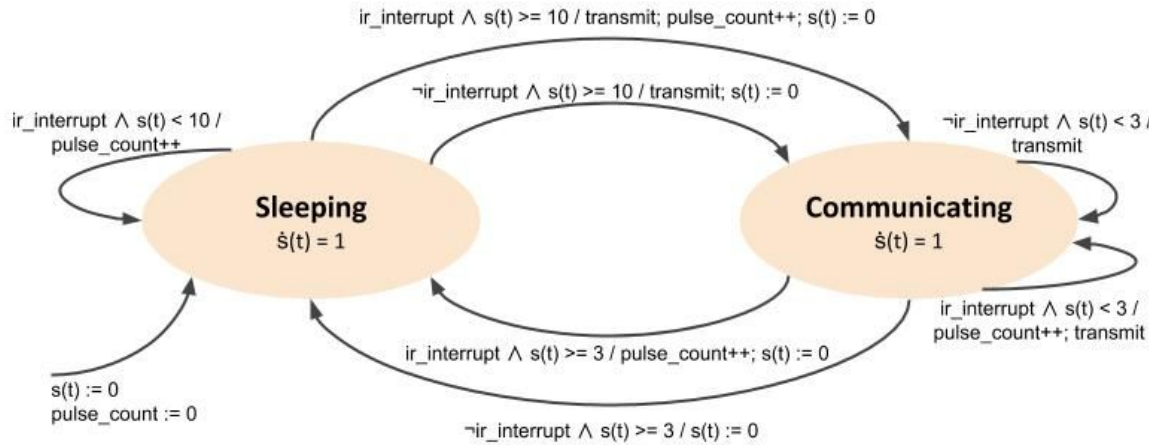 ir_interrupt ∧ s(t) >= 10 / transmit; pulse_count++; s(t) := 0
¬ir_interrupt ∧ s(t) >= 10 / transmit; s(t) := 0
ir_interrupt ∧ s(t) < 10 /
pulse_count++
¬ir_interrupt ∧ s(t) < 3 /
transmit
Sleeping
ṡ(t) = 1
Communicating
ṡ(t) = 1
ir_interrupt ∧ s(t) < 3 /
pulse_count++; transmit
ir_interrupt ∧ s(t) >= 3 / pulse_count++; s(t) := 0
s(t) := 0
pulse_count := 0
¬ir_interrupt ∧ s(t) >= 3 / s(t) := 0